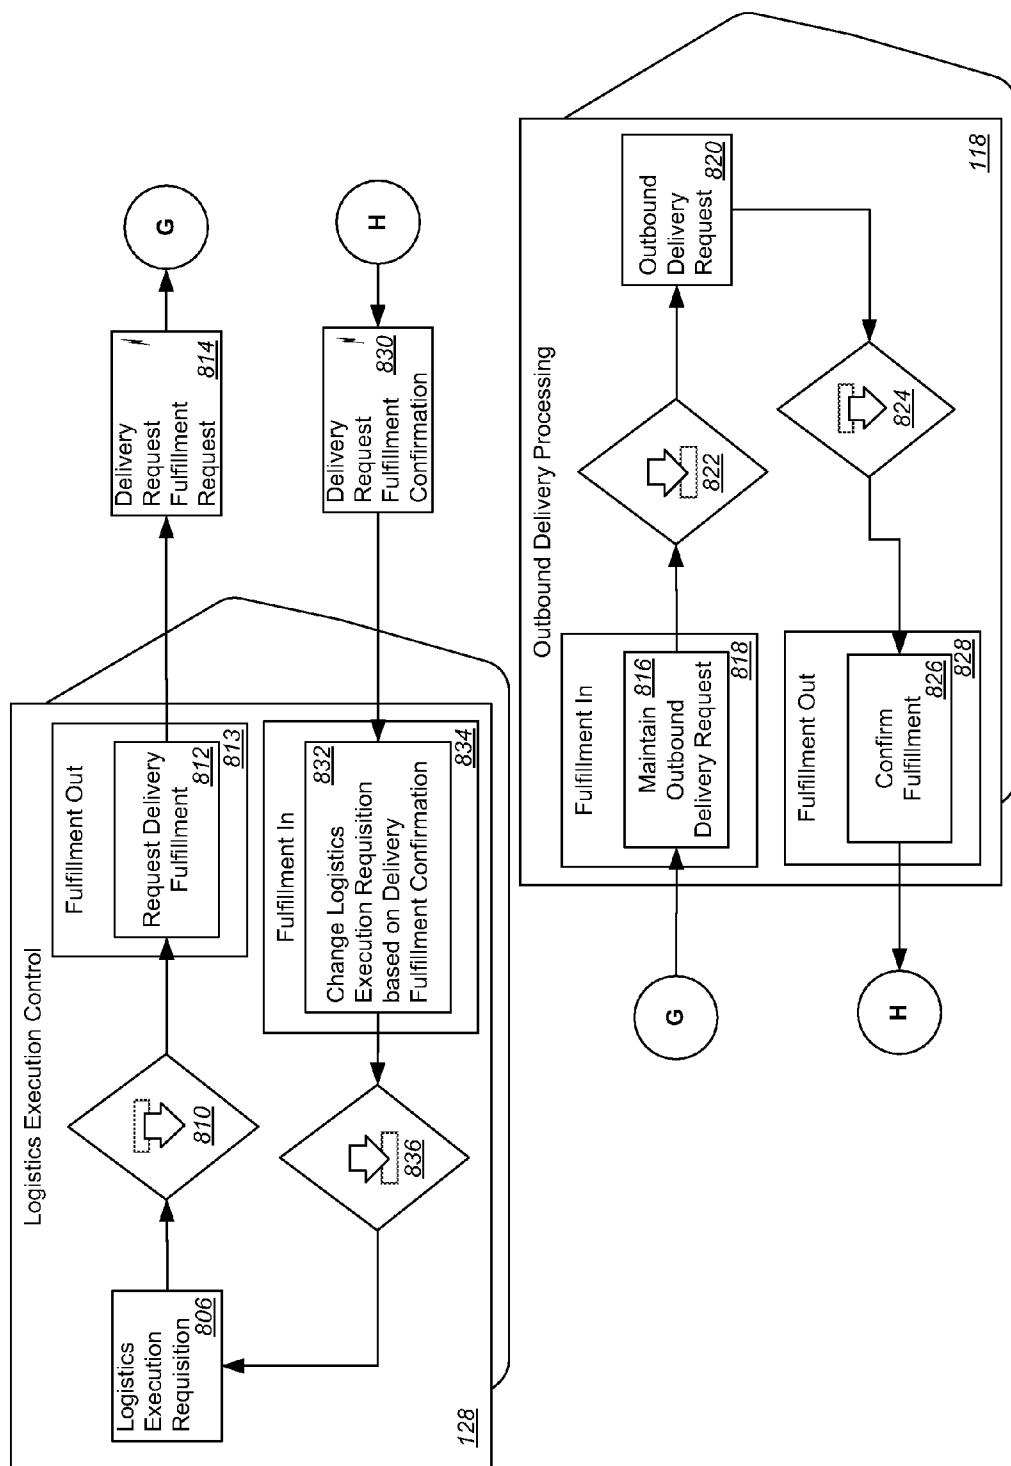 Logistics Execution Control
Logistics
Execution
Requisition
806
810
Fulfillment Out
Request Delivery
Fulfillment
812
813
Delivery
Request
Fulfillment
Request
814
G
Fulfillment In
832
Change Logistics
Execution Requisition
based on Delivery
Fulfillment Confirmation
834
836
Delivery
Request
Fulfillment
Confirmation
830
H
128
Outbound Delivery Processing
G
Fulfillment In
Maintain
816
Outbound
Delivery Request
818
822
Outbound
Delivery
Request
820
H
Fulfillment Out
Confirm
Fulfillment
826
828
824
118